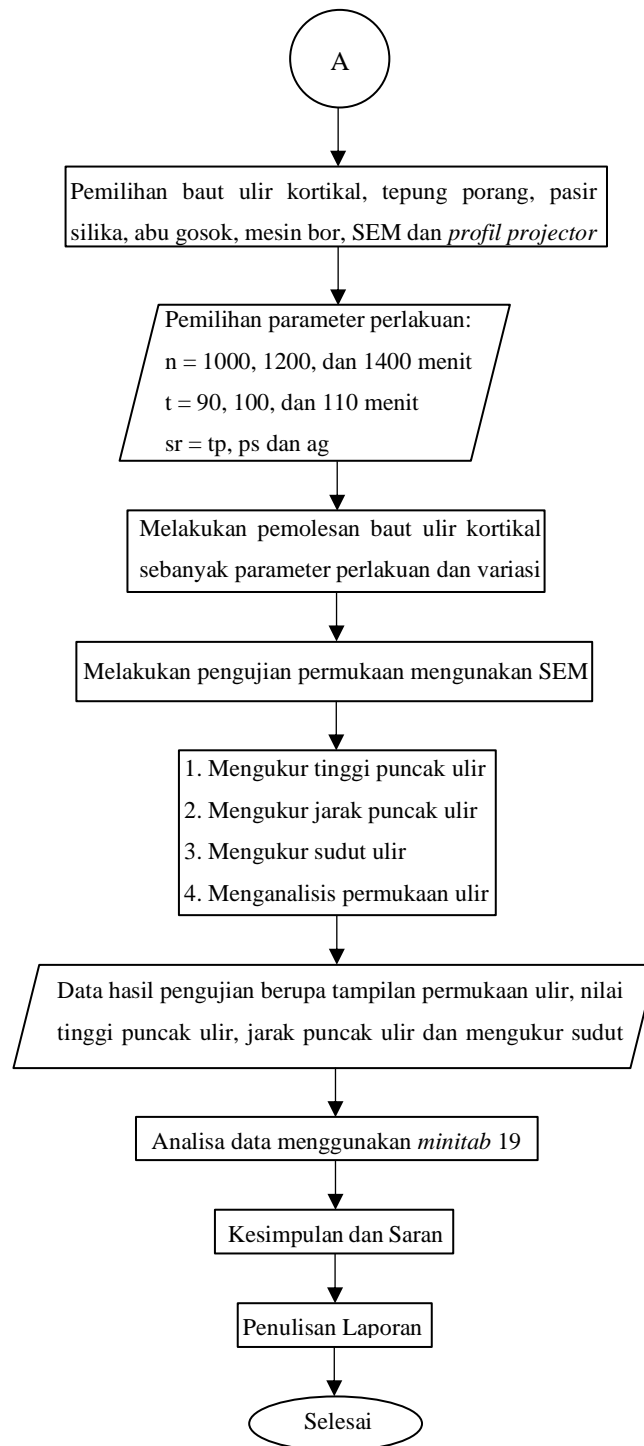 A
Pemilihan baut ulir kortikal, tepung porang, pasir
silika, abu gosok, mesin bor, SEM dan profil projector
Pemilihan parameter perlakuan:
n = 1000, 1200, dan 1400 menit
t = 90, 100, dan 110 menit
sr = tp, ps dan ag
Melakukan pemolesan baut ulir kortikal
sebanyak parameter perlakuan dan variasi
Melakukan pengujian permukaan mengunakan SEM
1. Mengukur tinggi puncak ulir
2. Mengukur jarak puncak ulir
3. Mengukur sudut ulir
4. Menganalisis permukaan ulir
Data hasil pengujian berupa tampilan permukaan ulir, nilai
tinggi puncak ulir, jarak puncak ulir dan mengukur sudut
Analisa data menggunakan minitab 19
Kesimpulan dan Saran
Penulisan Laporan
Selesai